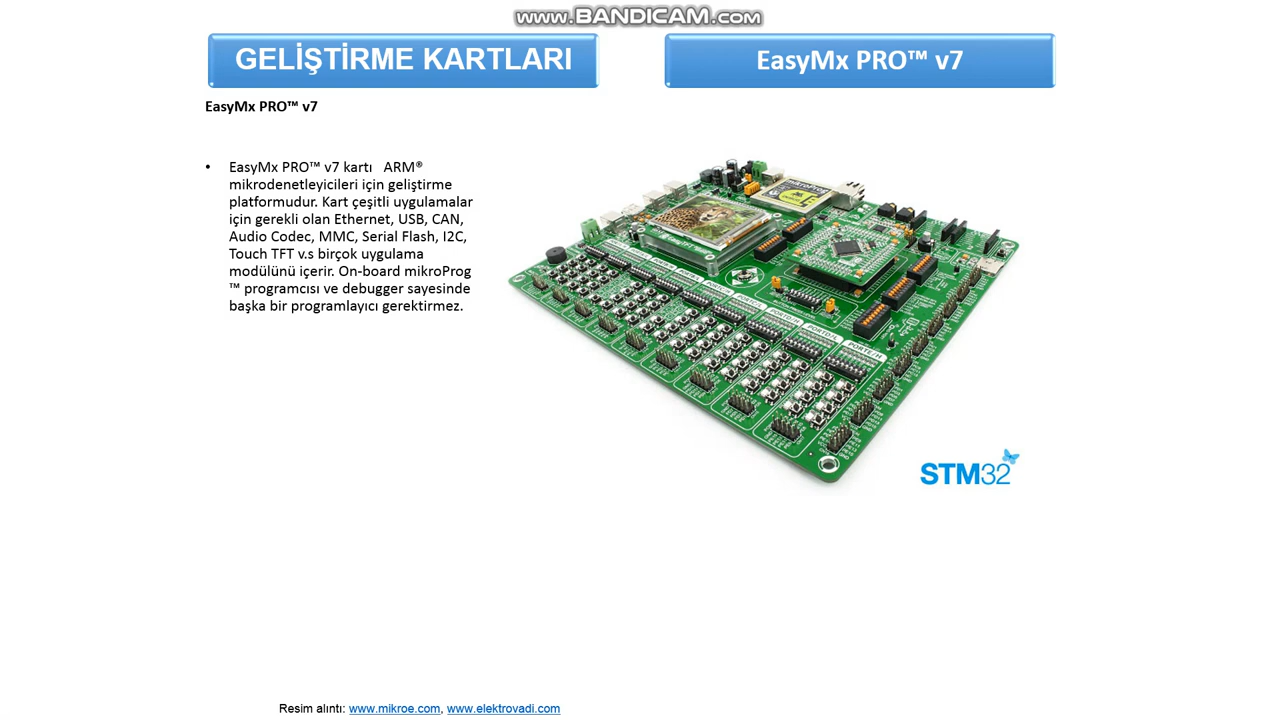 www.BANDICAM.com
GELİŞTİRME KARTLARI
EasyMx PRO™ v7
EasyMx PRO™ v7
• EasyMx PRO™ v7 kartı ARM®
mikrodenetleyicileri için geliştirme
platformudur. Kart çeşitli uygulamalar
için gerekli olan Ethernet, USB, CAN,
Audio Codec, MMC, Serial Flash, I2C,
Touch TFT v.s birçok uygulama
modülünü içerir. On-board mikroProg
™ programcısı ve debugger sayesinde
başka bir programlayıcı gerektirmez.
PORTE/H
STM32
Resim alıntı: www.mikroe.com, www.elektrovadi.com